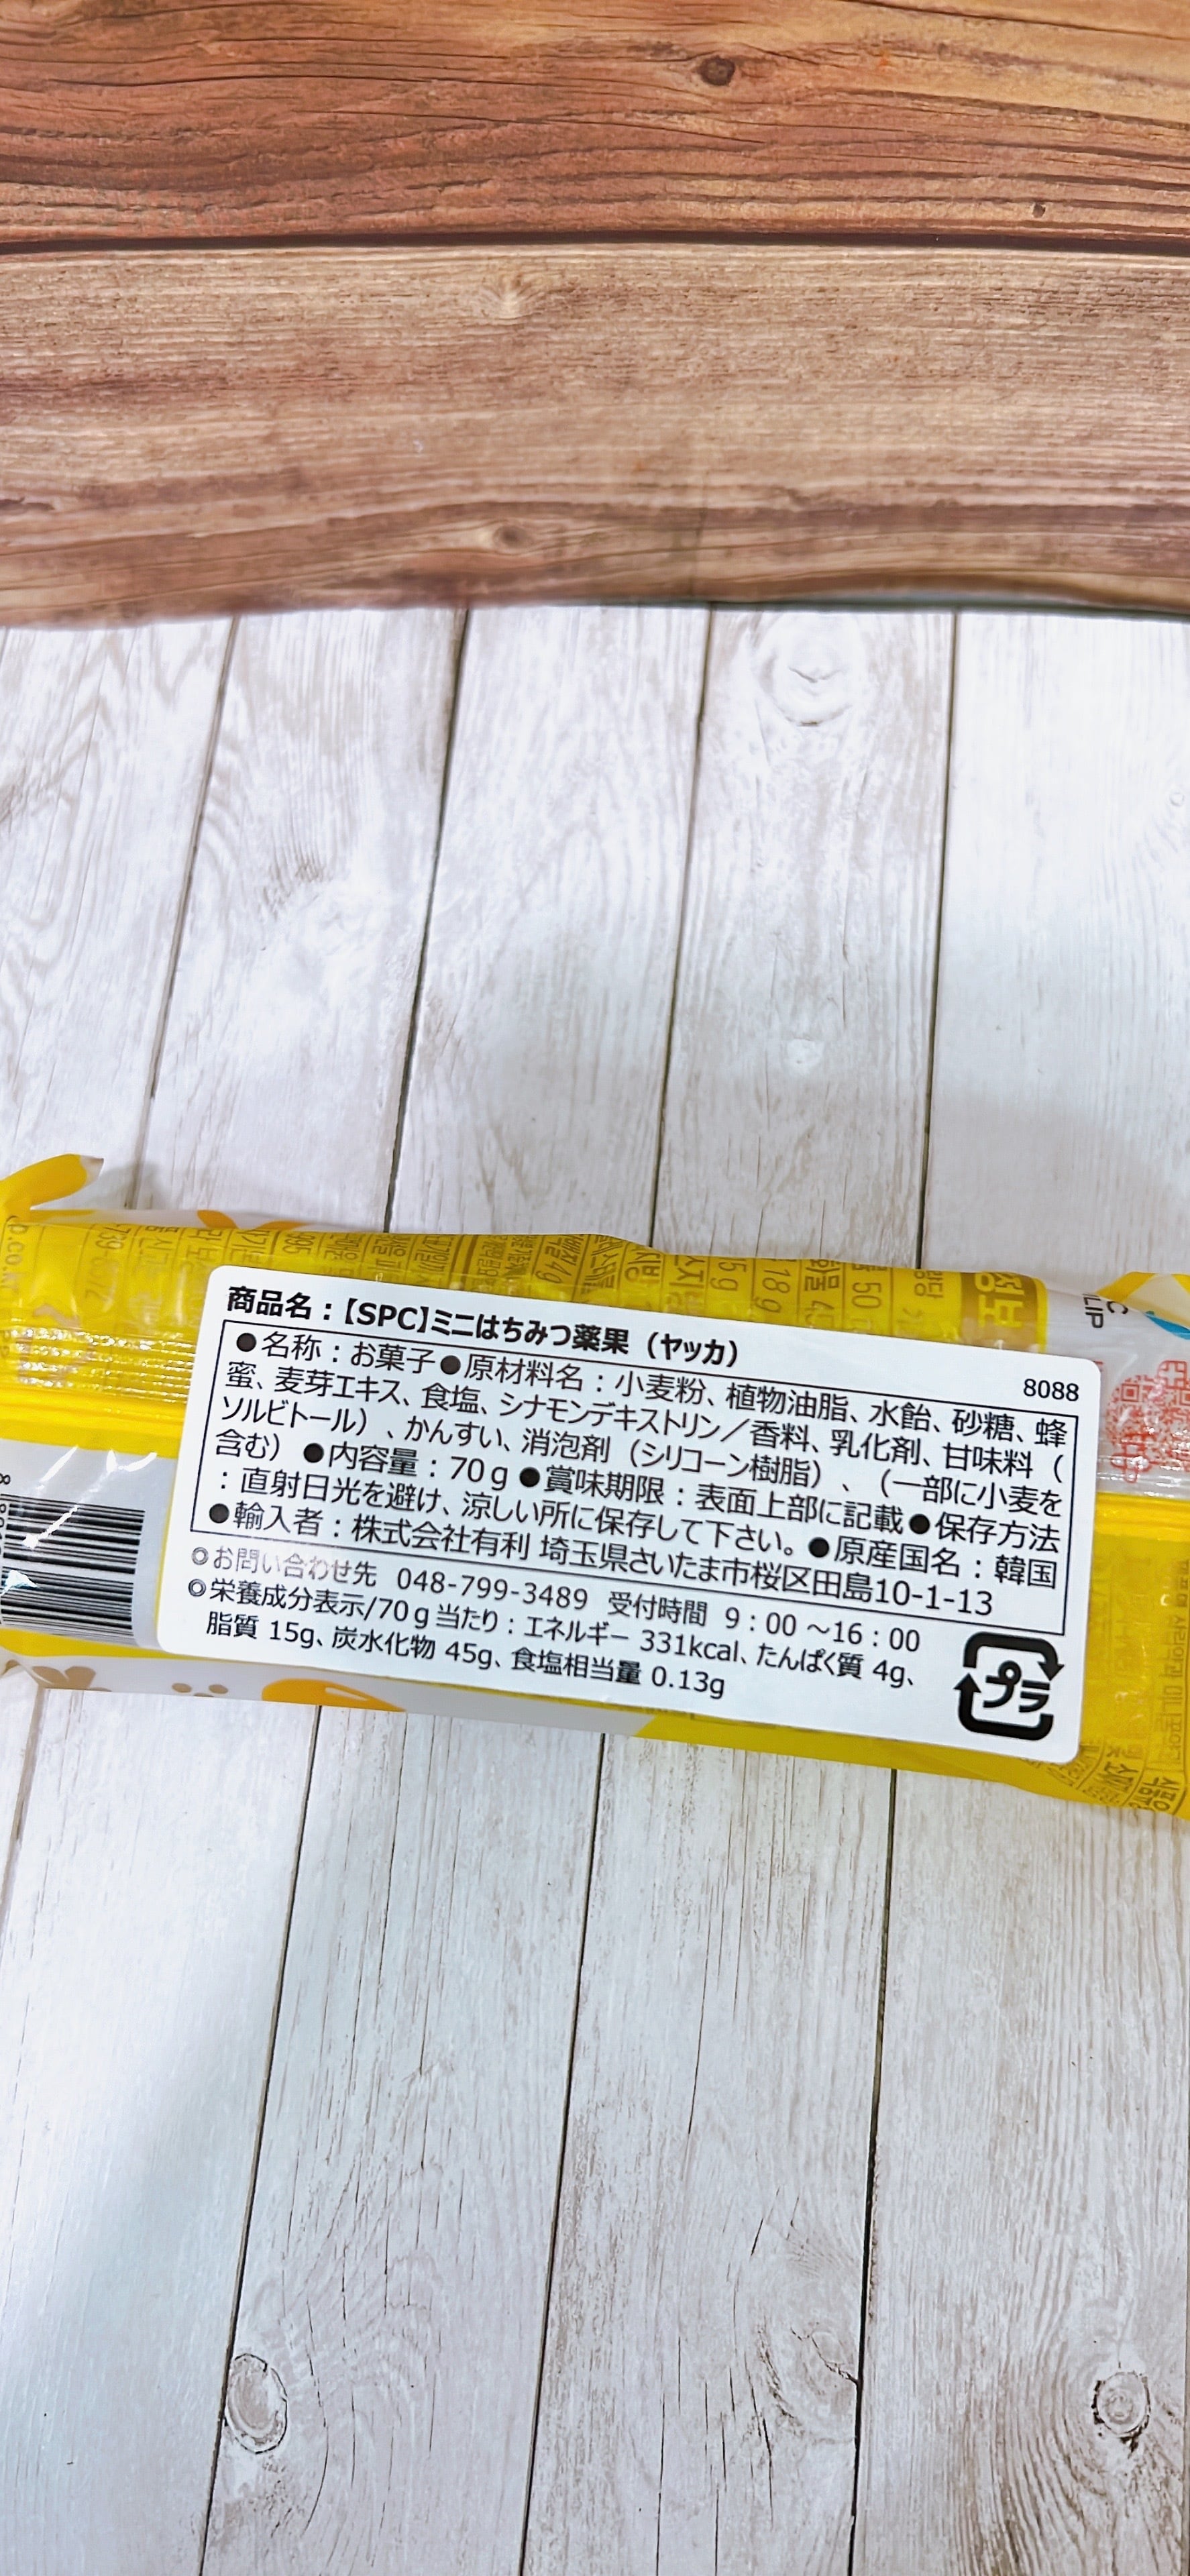 商品名:【SPC】ミニはちみつ薬果(ヤッカ)
8088
●名称:お菓子●原材料名:小麦粉、植物油脂、水飴、砂糖、蜂
蜜、麦芽エキス、食塩、シナモンデキストリン/香料、乳化剤、甘味料(
ソルビトール)、かんすい、消泡剤(シリコーン樹脂)、(一部に小麦を
含む)●内容量:70g●賞味期限:表面上部に記載●保存方法
:直射日光を避け、涼しい所に保存して下さい。●原産国名:韓国
●輸入者:株式会社有利 埼玉県さいたま市桜区田島10-1-13
◎お問い合わせ先 048-799-3489 受付時間 9:00~16:00
◎栄養成分表示/70g当たり:エネルギー 331kcal、たんぱく質 4g、
脂質 15g、炭水化物 45g、食塩相当量 0.13g
プラ